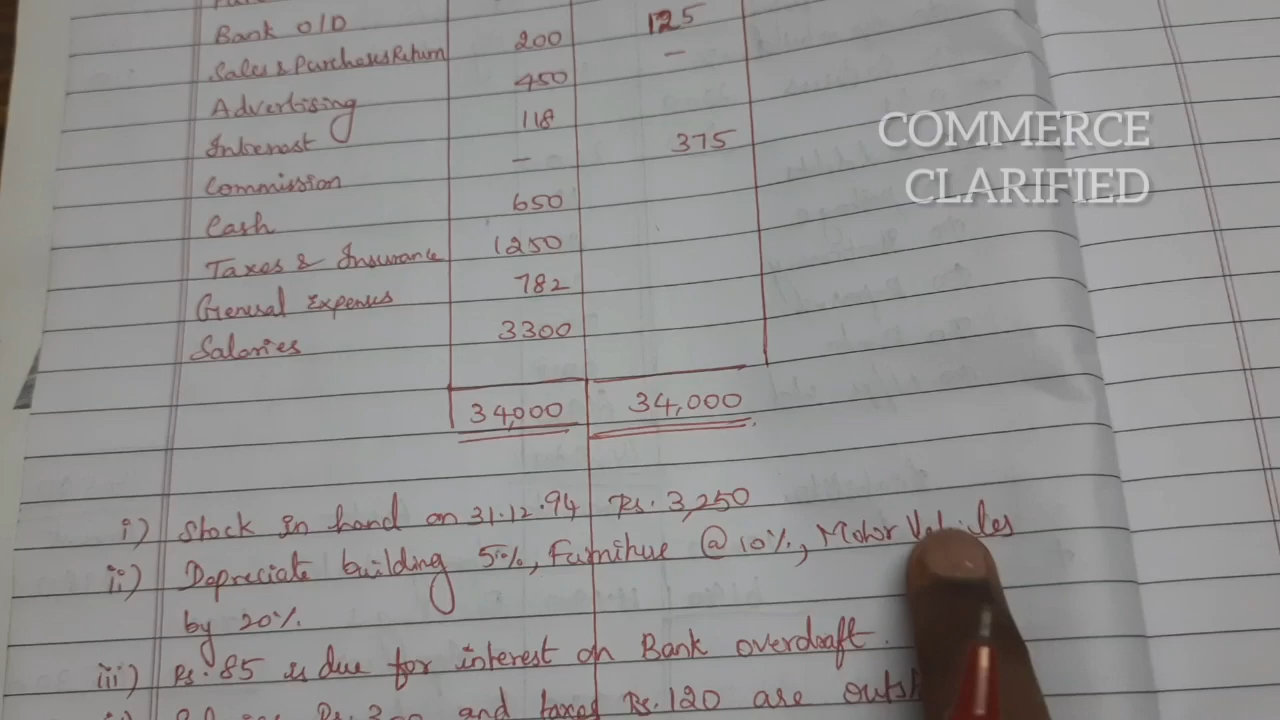 Bank O/D
Sales & Purchases Return 200 125
Advertising 450 —
Interest 118
Commission — 375
Cash 650
Taxes & Insurance 1250
General Expenses 782
Salaries 3300
34,000 34,000
COMMERCE
CLARIFIED
i) Stock in hand on 31.12.94 Rs. 3,250
ii) Depreciate building 5%, Furniture @ 10%, Motor Vehicles
by 20%.
iii) Rs. 85 is due for interest on Bank overdraft.
Rs. 300 and taxes Rs. 120 are